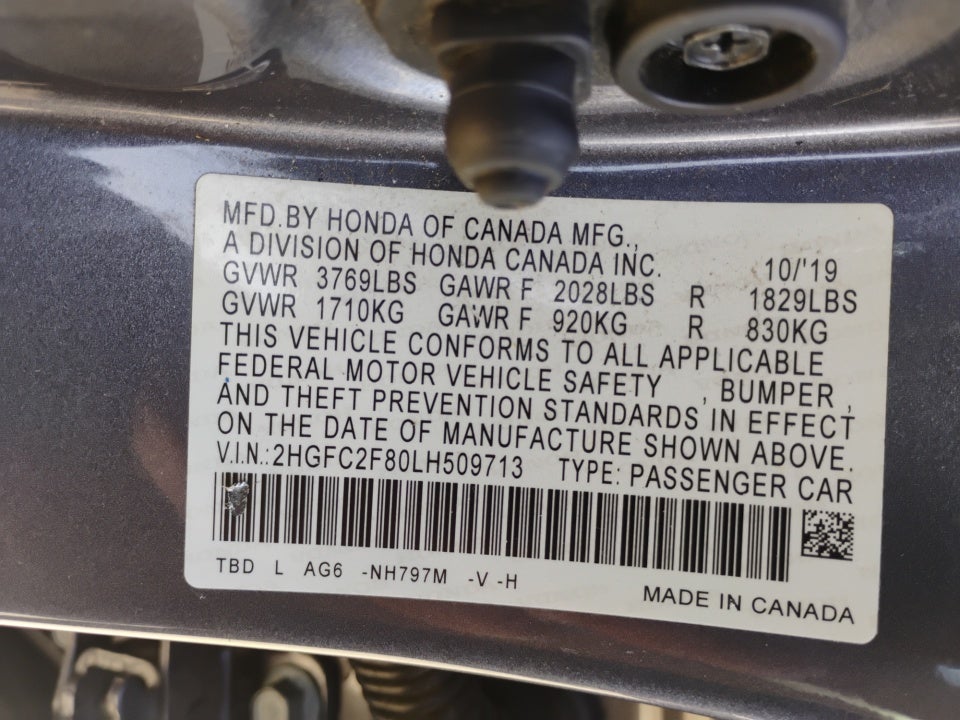 MFD.BY HONDA OF CANADA MFG.,
A DIVISION OF HONDA CANADA INC. 10/'19
GVWR 3769LBS GAWR F 2028LBS R 1829LBS
GVWR 1710KG GAWR F 920KG R 830KG
THIS VEHICLE CONFORMS TO ALL APPLICABLE
FEDERAL MOTOR VEHICLE SAFETY , BUMPER ,
AND THEFT PREVENTION STANDARDS IN EFFECT
ON THE DATE OF MANUFACTURE SHOWN ABOVE.
V.I.N.:2HGFC2F80LH509713 TYPE: PASSENGER CAR
TBD L AG6 -NH797M -V -H
MADE IN CANADA